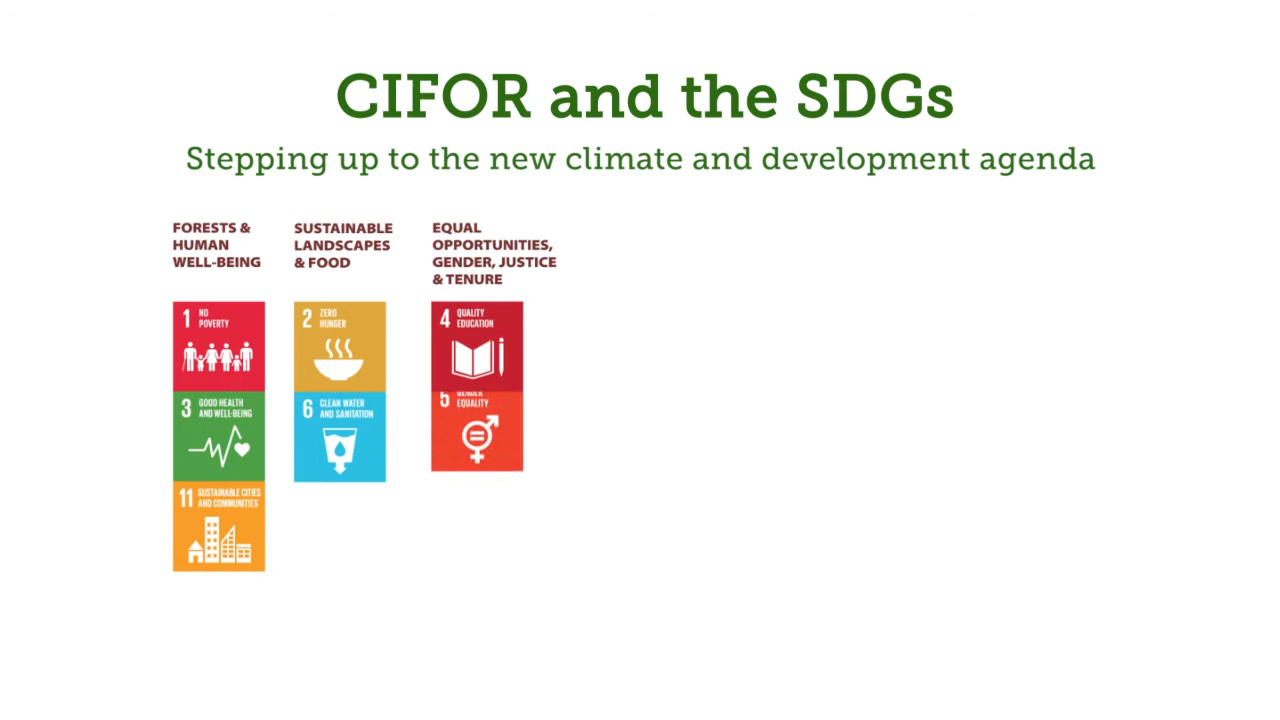 CIFOR and the SDGs
Stepping up to the new climate and development agenda
FORESTS &
HUMAN
WELL-BEING
SUSTAINABLE
LANDSCAPES
& FOOD
EQUAL
OPPORTUNITIES,
GENDER, JUSTICE
& TENURE
1 NO
POVERTY
2 ZERO
HUNGER
4 QUALITY
EDUCATION
3 GOOD HEALTH
AND WELL-BEING
6 CLEAN WATER
AND SANITATION
5 GENDER
EQUALITY
11 SUSTAINABLE CITIES
AND COMMUNITIES